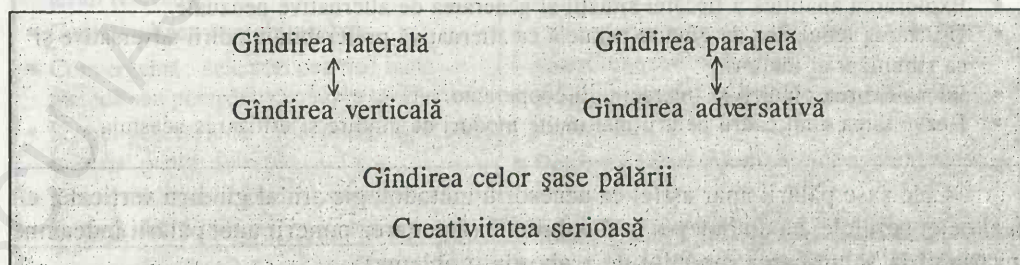 Gîndirea laterală Gîndirea paralelă
Gîndirea verticală Gîndirea adversativă
Gîndirea celor şase pălării
Creativitatea serioasă